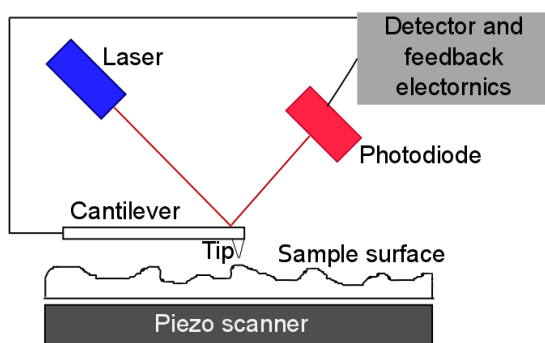 Detector and
feedback
electornics
Laser
Photodiode
Cantilever
Tip
Sample surface
Piezo scanner